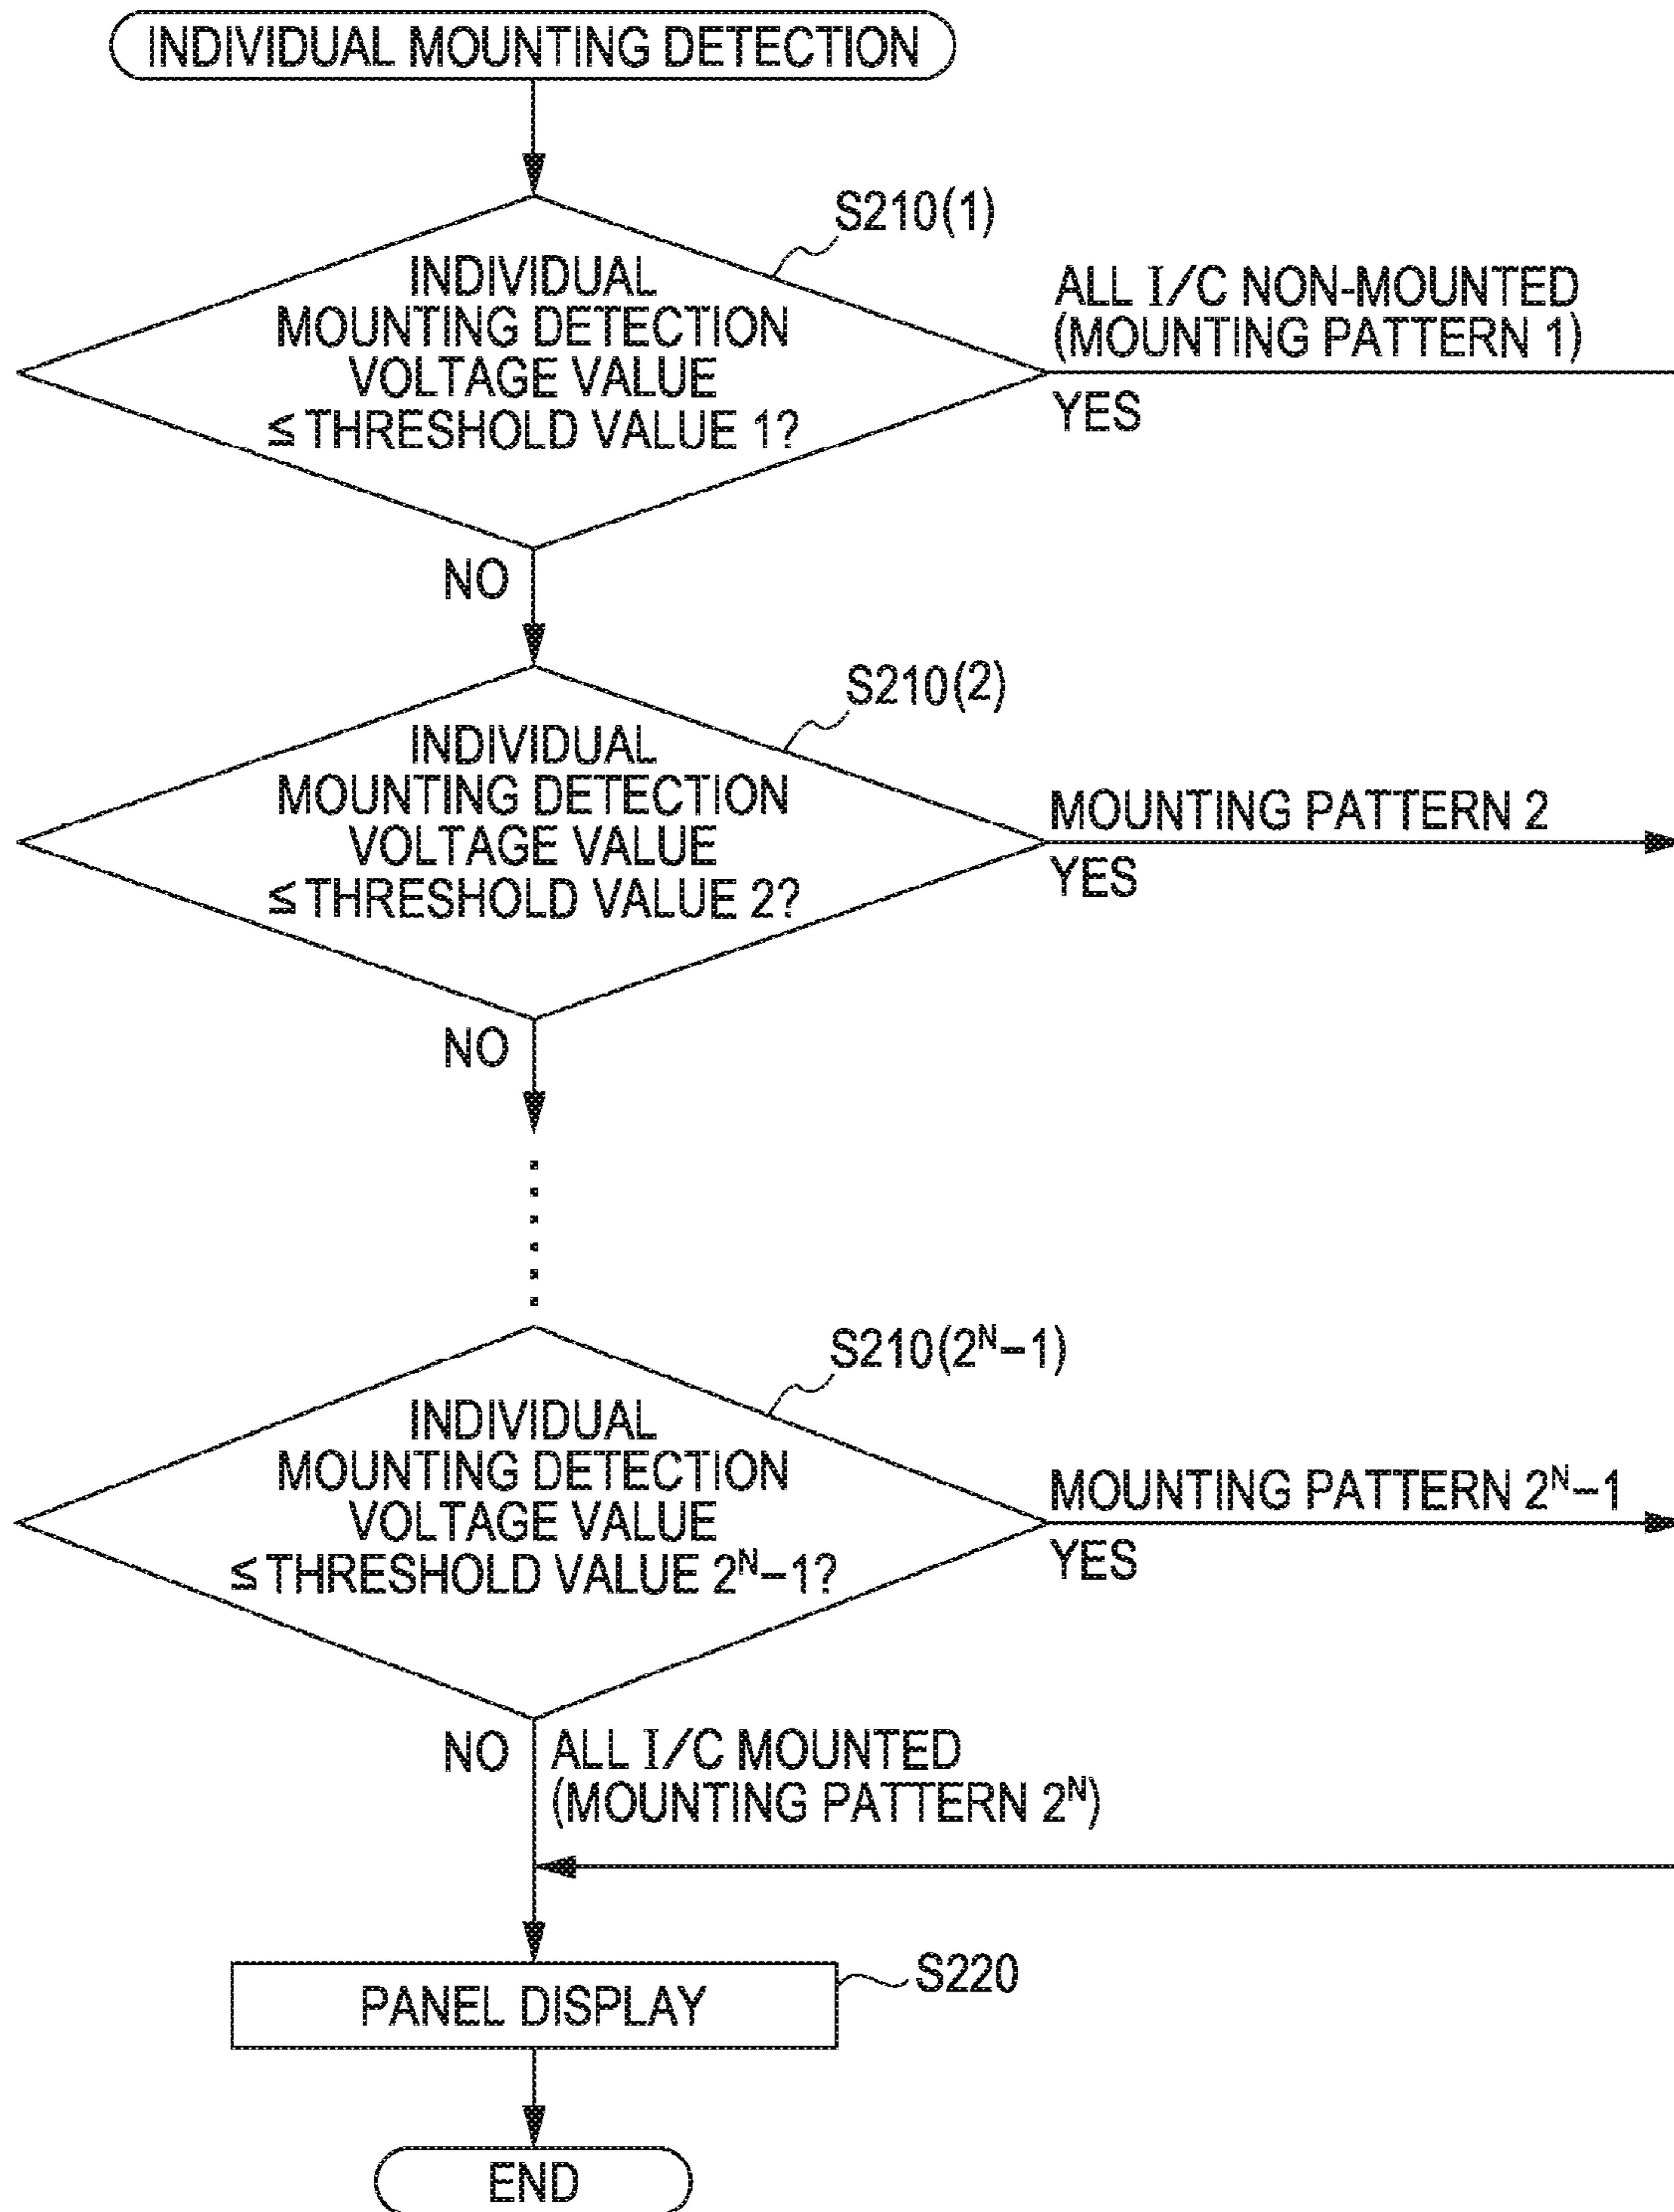 INDIVIDUAL MOUNTING DETECTION
S210(1)
INDIVIDUAL
MOUNTING DETECTION
VOLTAGE VALUE
≦ THRESHOLD VALUE 1?
ALL I/C NON-MOUNTED
(MOUNTING PATTERN 1)
YES
NO
S210(2)
INDIVIDUAL
MOUNTING DETECTION
VOLTAGE VALUE
≦ THRESHOLD VALUE 2?
MOUNTING PATTERN 2
YES
NO
S210(2ᴺ−1)
INDIVIDUAL
MOUNTING DETECTION
VOLTAGE VALUE
≦ THRESHOLD VALUE 2ᴺ−1?
MOUNTING PATTERN 2ᴺ−1
YES
NO
ALL I/C MOUNTED
(MOUNTING PATTERN 2ᴺ)
PANEL DISPLAY
S220
END